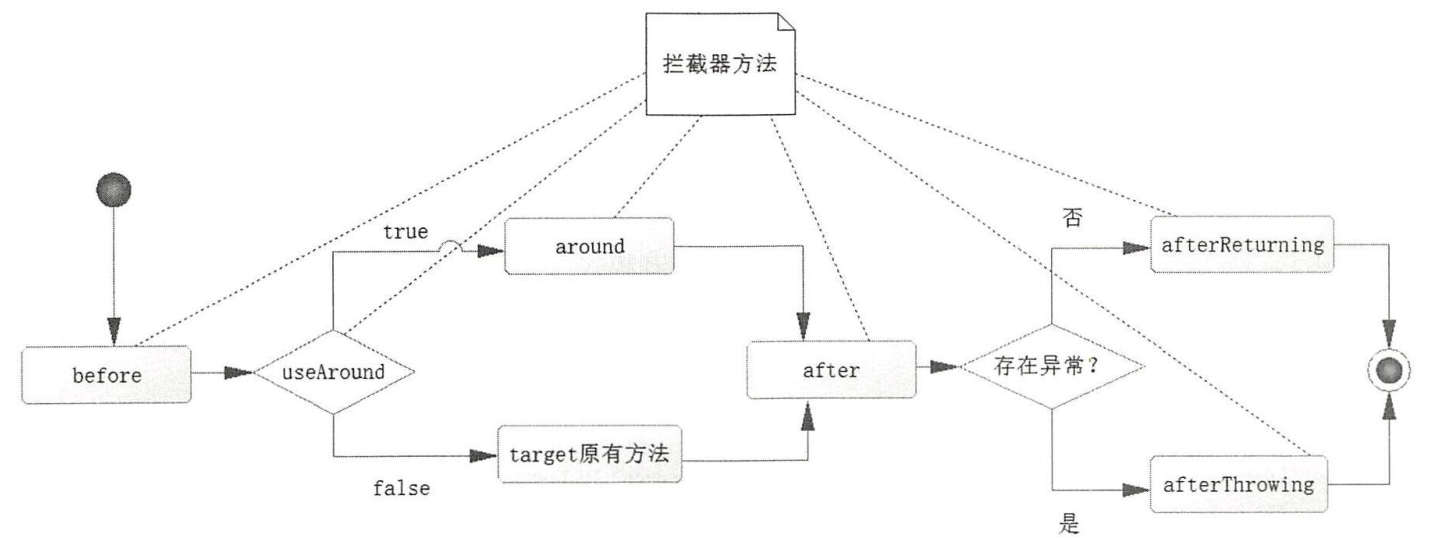 拦截器方法
true
around
否
afterReturning
before
useAround
after
存在异常？
target原有方法
false
afterThrowing
是